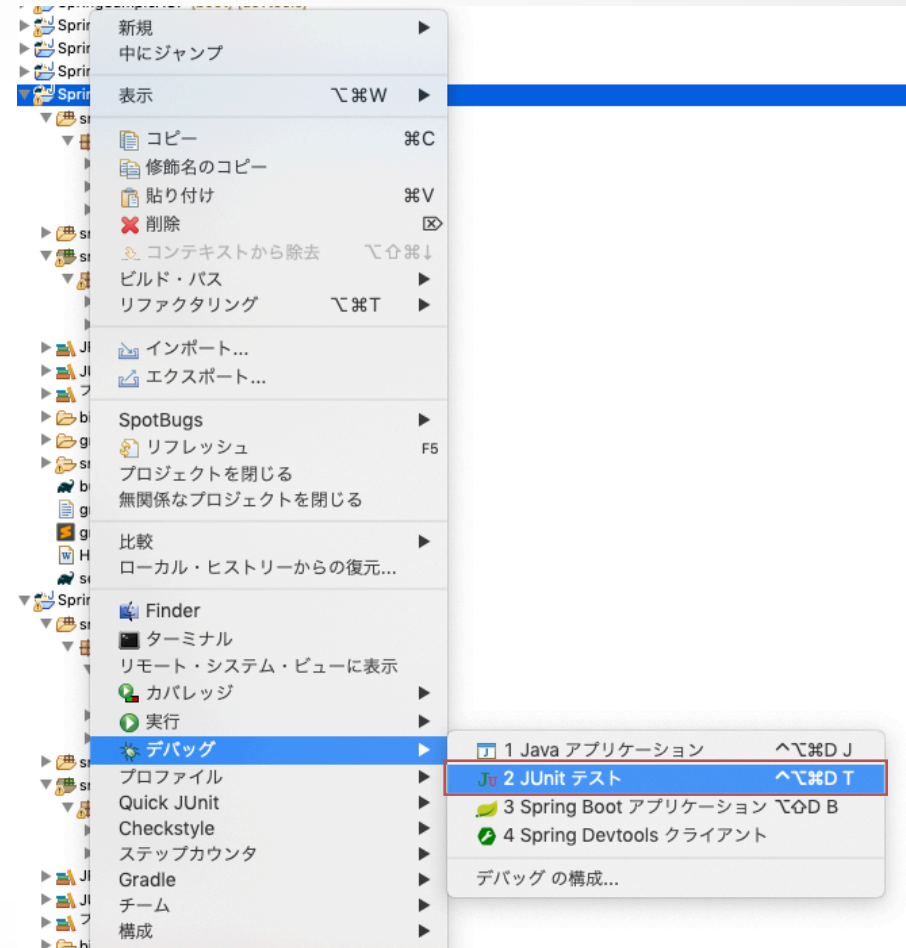 新規
中にジャンプ
表示 ⌥⌘W
コピー ⌘C
修飾名のコピー
貼り付け ⌘V
削除 ⌦
コンテキストから除去 ⌥⇧⌘↓
ビルド・パス
リファクタリング ⌥⌘T
インポート...
エクスポート...
SpotBugs
リフレッシュ F5
プロジェクトを閉じる
無関係なプロジェクトを閉じる
比較
ローカル・ヒストリーからの復元...
Finder
ターミナル
リモート・システム・ビューに表示
カバレッジ
実行
デバッグ
プロファイル
Quick JUnit
Checkstyle
ステップカウンタ
Gradle
チーム
構成
1 Java アプリケーション ^⌥⌘D J
2 JUnit テスト ^⌥⌘D T
3 Spring Boot アプリケーション ⌥⇧D B
4 Spring Devtools クライアント
デバッグ の構成...